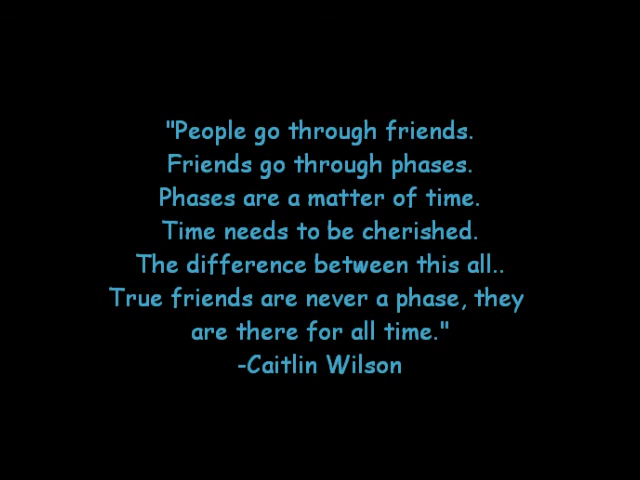 "People go through friends.
Friends go through phases.
Phases are a matter of time.
Time needs to be cherished.
The difference between this all..
True friends are never a phase, they
are there for all time."
-Caitlin Wilson